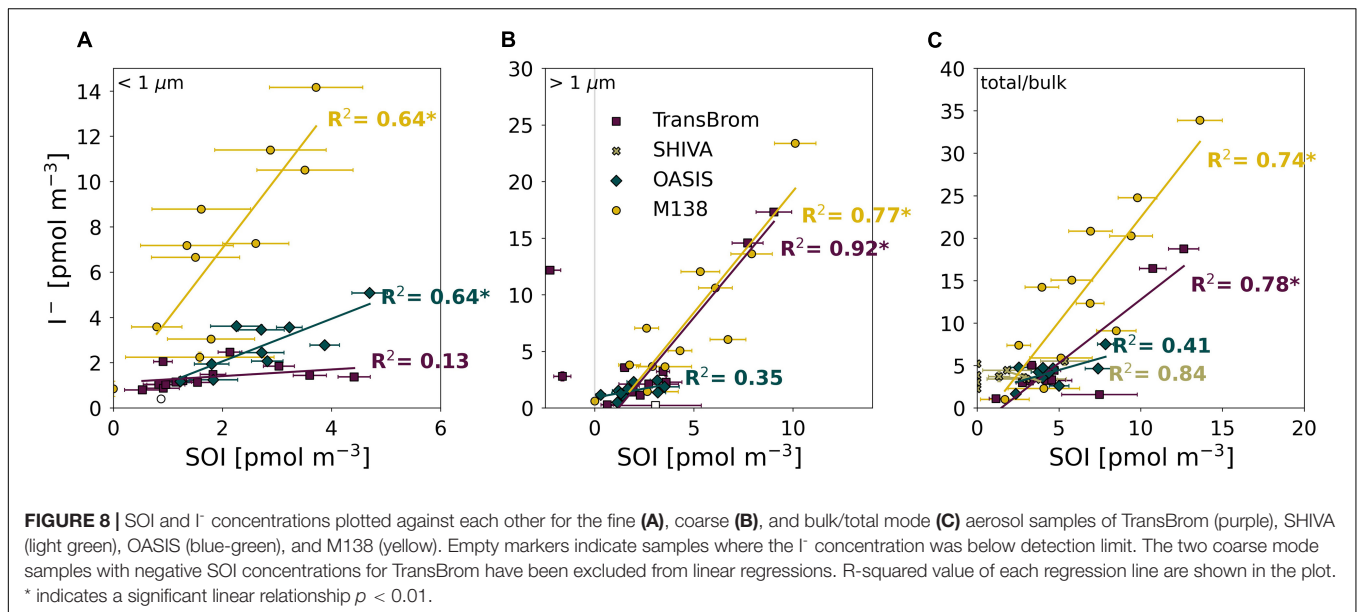 A
B
C
< 1 μm
> 1 μm
total/bulk
14
12
10
8
6
4
2
0
I⁻ [pmol m⁻³]
R²= 0.64*
R²= 0.64*
R²= 0.13
0
2
4
6
SOI [pmol m⁻³]
30
25
20
15
10
5
0
TransBrom
SHIVA
OASIS
M138
R²= 0.77*
R²= 0.92*
R²= 0.35
0
5
10
SOI [pmol m⁻³]
40
35
30
25
20
15
10
5
0
R²= 0.74*
R²= 0.78*
R²= 0.41
R²= 0.84
0
5
10
15
20
SOI [pmol m⁻³]
FIGURE 8 | SOI and I⁻ concentrations plotted against each other for the fine (A), coarse (B), and bulk/total mode (C) aerosol samples of TransBrom (purple), SHIVA
(light green), OASIS (blue-green), and M138 (yellow). Empty markers indicate samples where the I⁻ concentration was below detection limit. The two coarse mode
samples with negative SOI concentrations for TransBrom have been excluded from linear regressions. R-squared value of each regression line are shown in the plot.
* indicates a significant linear relationship p < 0.01.